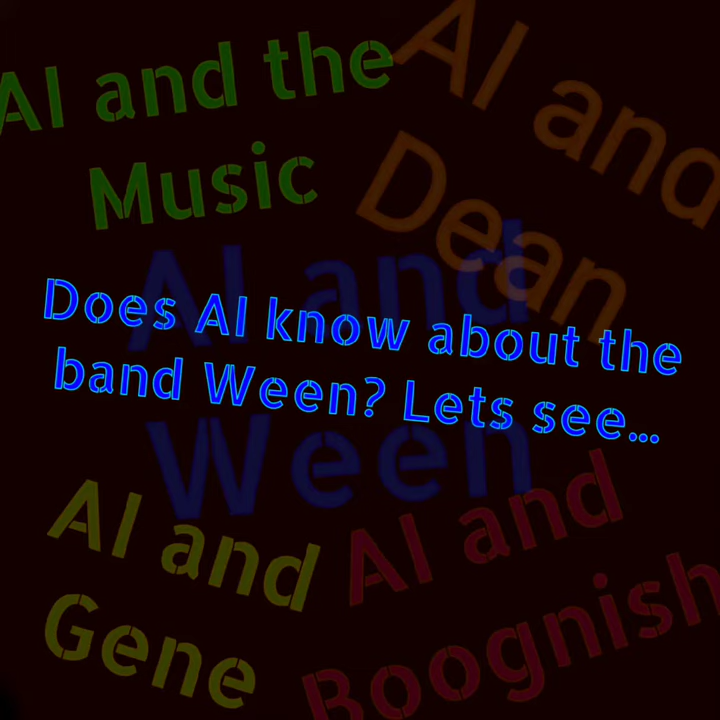 AI and the
Music
AI and
Dean
AI and
Ween
Does AI know about the
band Ween? Lets see...
AI and
Gene
AI and
Boognish